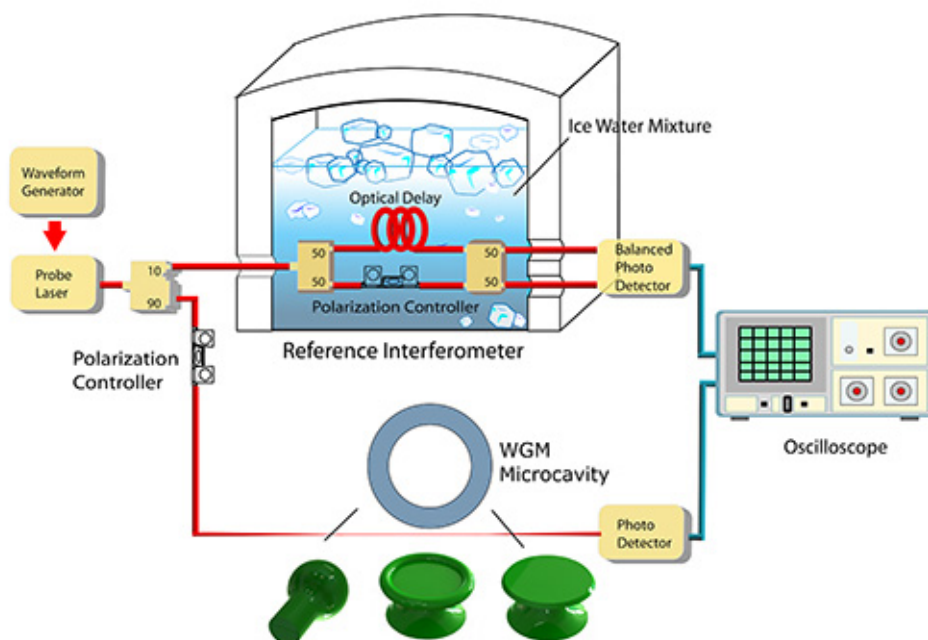 Ice Water Mixture
Waveform
Generator
Optical Delay
Probe
Laser
10
90
50
50
50
50
Polarization Controller
Balanced
Photo
Detector
Reference Interferometer
Polarization
Controller
WGM
Microcavity
Oscilloscope
Photo
Detector